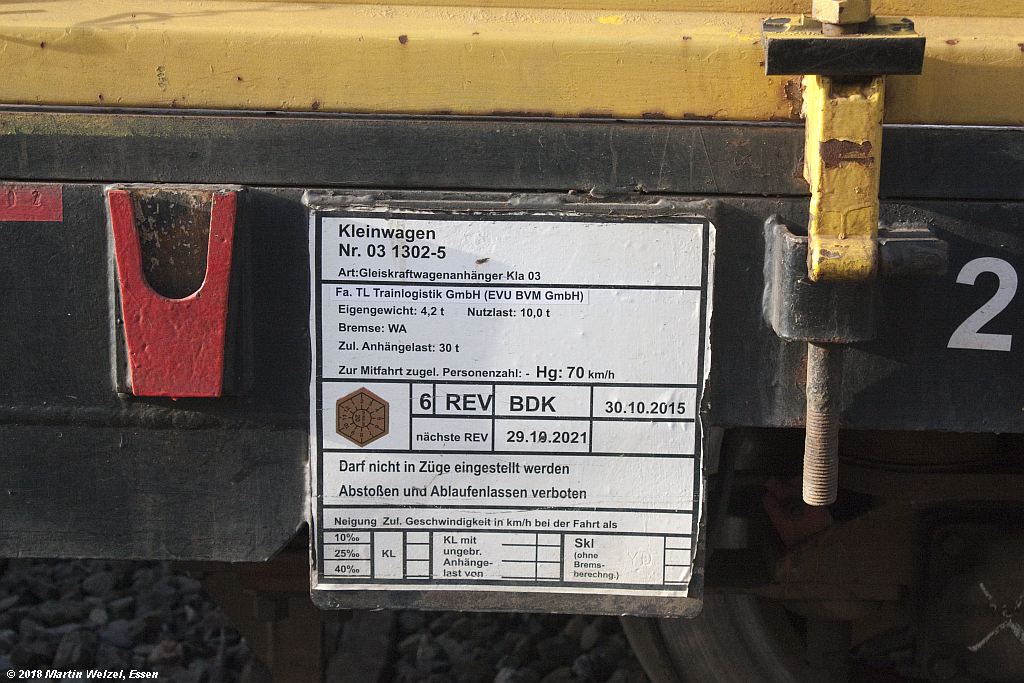 0 2
Kleinwagen
Nr. 03 1302-5
Art:Gleiskraftwagenanhänger Kla 03
Fa. TL Trainlogistik GmbH (EVU BVM GmbH)
Eigengewicht: 4,2 t Nutzlast: 10,0 t
Bremse: WA
Zul. Anhängelast: 30 t
Zur Mitfahrt zugel. Personenzahl: - Hg: 70 km/h
6 REV BDK 30.10.2015
nächste REV 29.10.2021
Darf nicht in Züge eingestellt werden
Abstoßen und Ablaufenlassen verboten
Neigung Zul. Geschwindigkeit in km/h bei der Fahrt als
10‰
25‰
40‰
KL
KL mit
ungebr.
Anhänge-
last von
Skl
(ohne
Brems-
berechng.)
2
© 2018 Martin Welzel, Essen